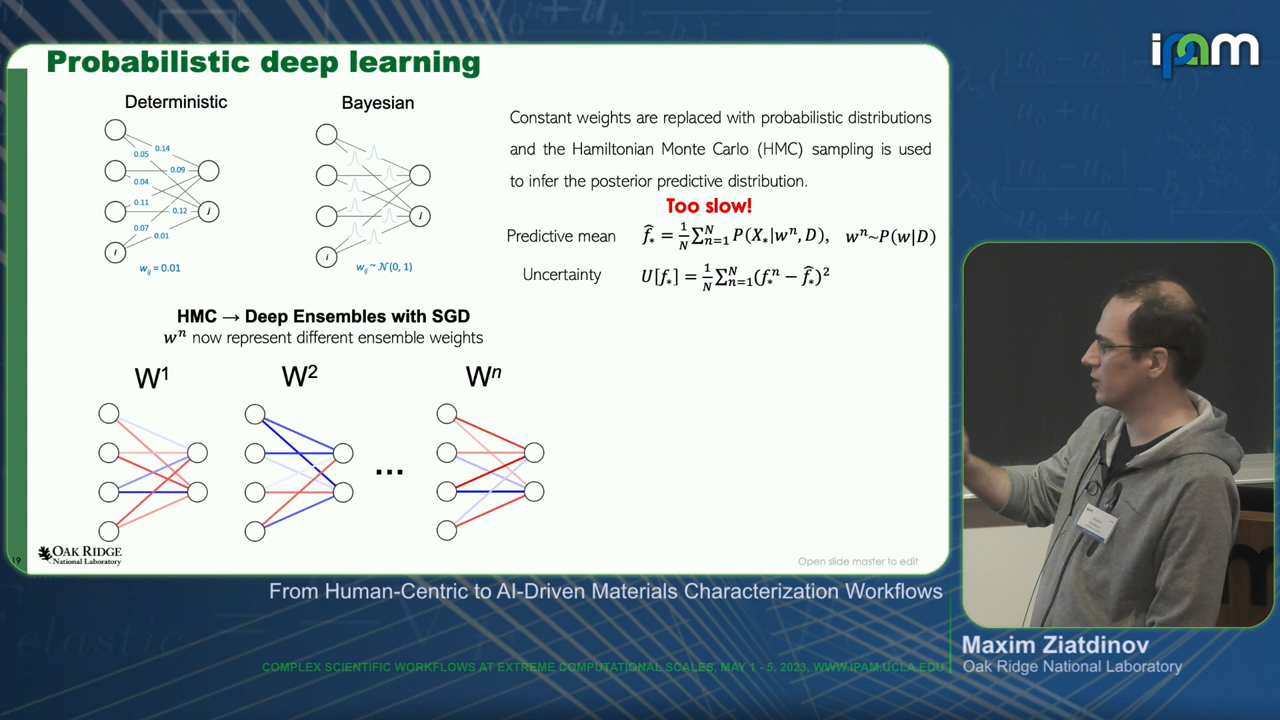 Probabilistic deep learning
Deterministic
Bayesian
0.14
0.05
0.09
0.04
0.11
0.12
0.07
0.01
j
i
w_ij = 0.01
j
i
w_ij ~ 𝒩(0, 1)
Constant weights are replaced with probabilistic distributions
and the Hamiltonian Monte Carlo (HMC) sampling is used
to infer the posterior predictive distribution.
Too slow!
Predictive mean f̂_* = 1/N ∑_{n=1}^N P(X_*|w^n, D), w^n~P(w|D)
Uncertainty U[f_*] = 1/N ∑_{n=1}^N (f_*^n − f̂_*)^2
HMC → Deep Ensembles with SGD
w^n now represent different ensemble weights
W^1
W^2
...
W^n
19
OAK RIDGE
National Laboratory
Open slide master to edit
ipam
From Human-Centric to AI-Driven Materials Characterization Workflows
Maxim Ziatdinov
Oak Ridge National Laboratory
COMPLEX SCIENTIFIC WORKFLOWS AT EXTREME COMPUTATIONAL SCALES, MAY 1 - 5, 2023, WWW.IPAM.UCLA.EDU